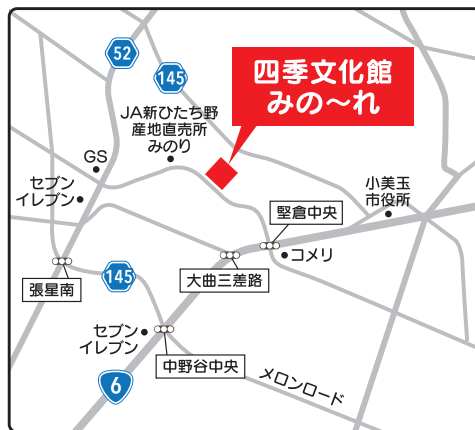 52
145
四季文化館
みの～れ
JA新ひたち野
産地直売所
みのり
GS
セブン
イレブン
小美玉
市役所
堅倉中央
コメリ
大曲三差路
張星南
145
セブン
イレブン
中野谷中央
メロンロード
6